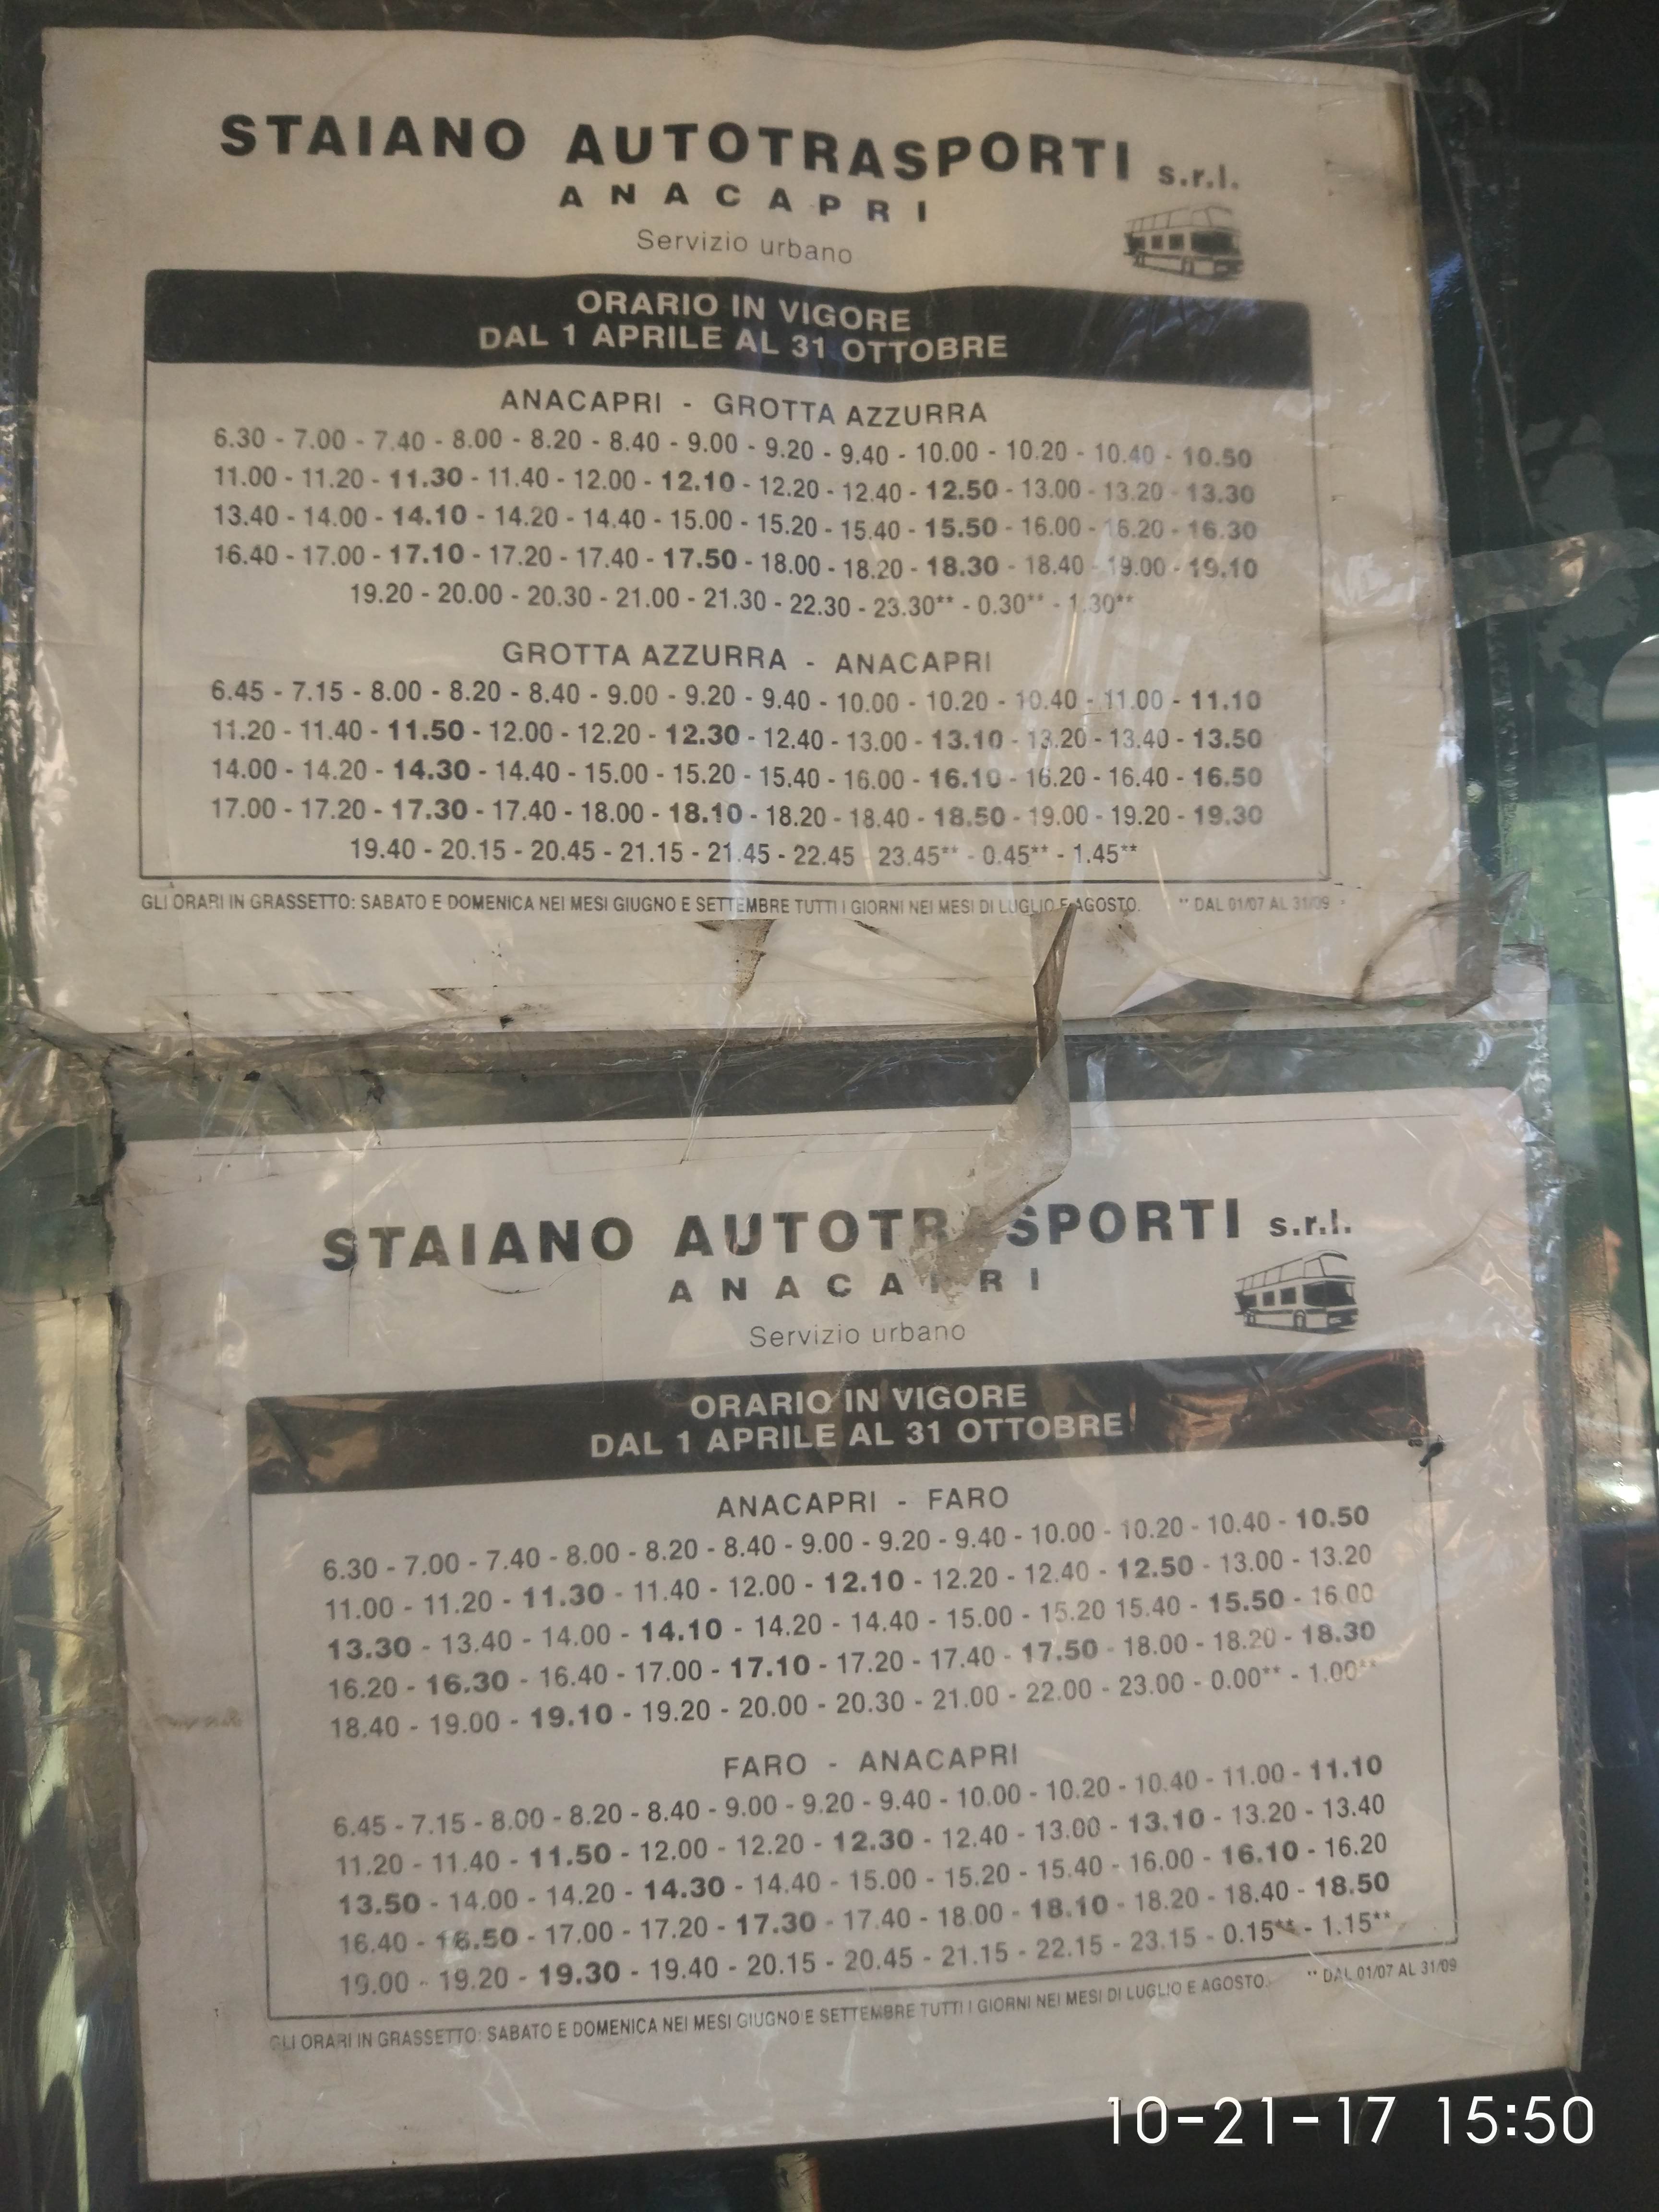 STAIANO AUTOTRASPORTI s.r.l.
ANACAPRI
Servizio urbano
ORARIO IN VIGORE
DAL 1 APRILE AL 31 OTTOBRE
ANACAPRI - GROTTA AZZURRA
6.30 - 7.00 - 7.40 - 8.00 - 8.20 - 8.40 - 9.00 - 9.20 - 9.40 - 10.00 - 10.20 - 10.40 - 10.50
11.00 - 11.20 - 11.30 - 11.40 - 12.00 - 12.10 - 12.20 - 12.40 - 12.50 - 13.00 - 13.20 - 13.30
13.40 - 14.00 - 14.10 - 14.20 - 14.40 - 15.00 - 15.20 - 15.40 - 15.50 - 16.00 - 16.20 - 16.30
16.40 - 17.00 - 17.10 - 17.20 - 17.40 - 17.50 - 18.00 - 18.20 - 18.30 - 18.40 - 19.00 - 19.10
19.20 - 20.00 - 20.30 - 21.00 - 21.30 - 22.30 - 23.30** - 0.30** - 1.30**
GROTTA AZZURRA - ANACAPRI
6.45 - 7.15 - 8.00 - 8.20 - 8.40 - 9.00 - 9.20 - 9.40 - 10.00 - 10.20 - 10.40 - 11.00 - 11.10
11.20 - 11.40 - 11.50 - 12.00 - 12.20 - 12.30 - 12.40 - 13.00 - 13.10 - 13.20 - 13.40 - 13.50
14.00 - 14.20 - 14.30 - 14.40 - 15.00 - 15.20 - 15.40 - 16.00 - 16.10 - 16.20 - 16.40 - 16.50
17.00 - 17.20 - 17.30 - 17.40 - 18.00 - 18.10 - 18.20 - 18.40 - 18.50 - 19.00 - 19.20 - 19.30
19.40 - 20.15 - 20.45 - 21.15 - 21.45 - 22.45 - 23.45** - 0.45** - 1.45**
GLI ORARI IN GRASSETTO: SABATO E DOMENICA NEI MESI GIUGNO E SETTEMBRE TUTTI I GIORNI NEI MESI DI LUGLIO E AGOSTO. ** DAL 01/07 AL 31/09
STAIANO AUTOTRASPORTI s.r.l.
ANACAPRI
Servizio urbano
ORARIO IN VIGORE
DAL 1 APRILE AL 31 OTTOBRE
ANACAPRI - FARO
6.30 - 7.00 - 7.40 - 8.00 - 8.20 - 8.40 - 9.00 - 9.20 - 9.40 - 10.00 - 10.20 - 10.40 - 10.50
11.00 - 11.20 - 11.30 - 11.40 - 12.00 - 12.10 - 12.20 - 12.40 - 12.50 - 13.00 - 13.20
13.30 - 13.40 - 14.00 - 14.10 - 14.20 - 14.40 - 15.00 - 15.20 15.40 - 15.50 - 16.00
16.20 - 16.30 - 16.40 - 17.00 - 17.10 - 17.20 - 17.40 - 17.50 - 18.00 - 18.20 - 18.30
18.40 - 19.00 - 19.10 - 19.20 - 20.00 - 20.30 - 21.00 - 22.00 - 23.00 - 0.00** - 1.00**
FARO - ANACAPRI
6.45 - 7.15 - 8.00 - 8.20 - 8.40 - 9.00 - 9.20 - 9.40 - 10.00 - 10.20 - 10.40 - 11.00 - 11.10
11.20 - 11.40 - 11.50 - 12.00 - 12.20 - 12.30 - 12.40 - 13.00 - 13.10 - 13.20 - 13.40
13.50 - 14.00 - 14.20 - 14.30 - 14.40 - 15.00 - 15.20 - 15.40 - 16.00 - 16.10 - 16.20
16.40 - 16.50 - 17.00 - 17.20 - 17.30 - 17.40 - 18.00 - 18.10 - 18.20 - 18.40 - 18.50
19.00 - 19.20 - 19.30 - 19.40 - 20.15 - 20.45 - 21.15 - 22.15 - 23.15 - 0.15** - 1.15**
GLI ORARI IN GRASSETTO: SABATO E DOMENICA NEI MESI GIUGNO E SETTEMBRE TUTTI I GIORNI NEI MESI DI LUGLIO E AGOSTO. ** DAL 01/07 AL 31/09
10-21-17 15:50